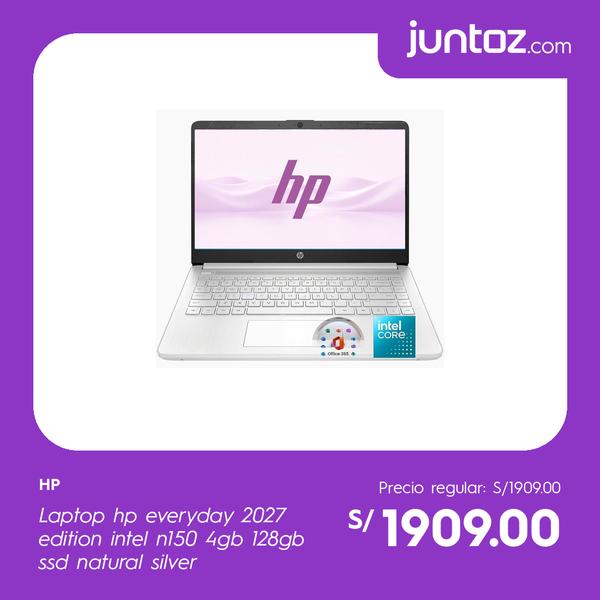 juntoz.com
hp
hp
intel
CORE
Office 365
HP
Precio regular: S/1909.00
Laptop hp everyday 2027
edition intel n150 4gb 128gb
ssd natural silver
S/ 1909.00